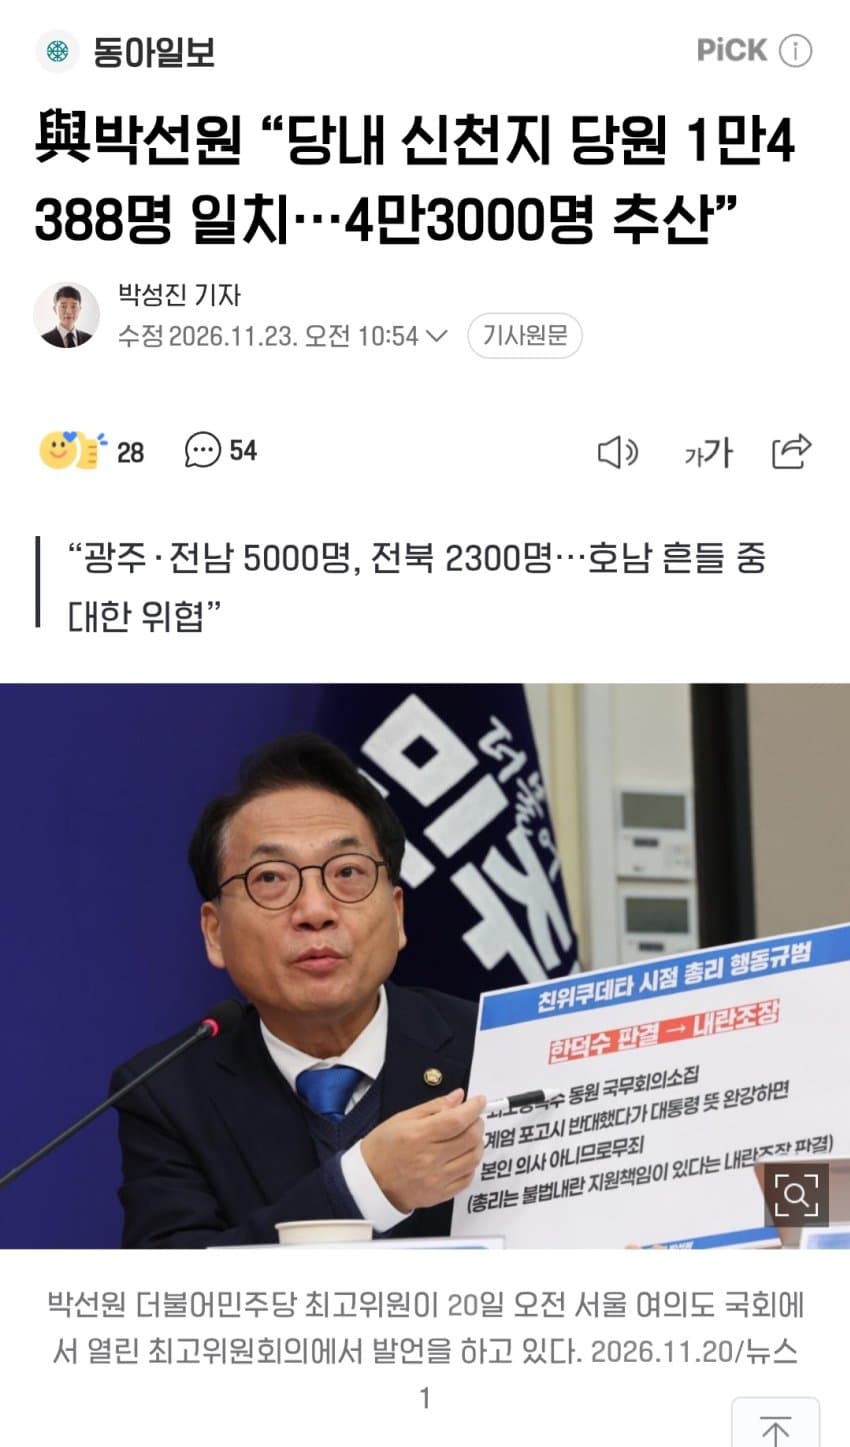 동아일보
PiCK
與박선원 “당내 신천지 당원 1만4
388명 일치…4만3000명 추산”
박성진 기자
수정 2026.11.23. 오전 10:54
기사원문
28
54
가가
“광주·전남 5000명, 전북 2300명…호남 흔들 중
대한 위협”
더불어
민주
친위쿠데타 시점 총리 행동규범
한덕수 판결 → 내란조장
동원 국무회의소집
계엄 포고시 반대했다가 대통령 뜻 완강하면
본인 의사 아니므로무죄
(총리는 불법내란 지원책임이 있다는 내란조장 판결)
박선원 더불어민주당 최고위원이 20일 오전 서울 여의도 국회에
서 열린 최고위원회의에서 발언을 하고 있다. 2026.11.20/뉴스
1